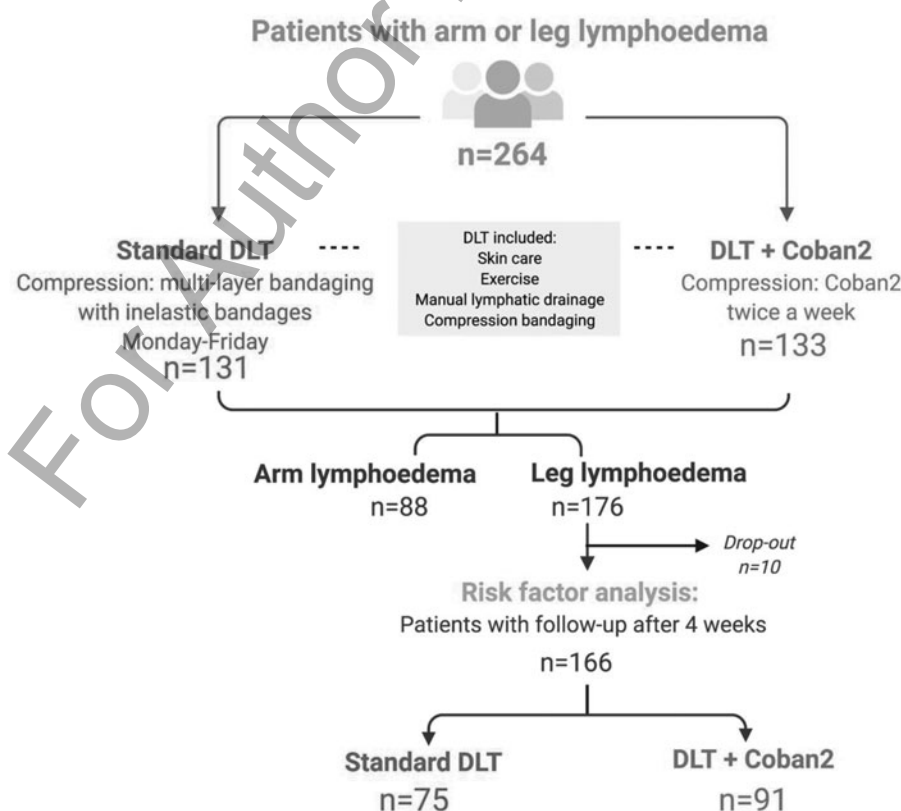 Patients with arm or leg lymphoedema
n=264
Standard DLT
Compression: multi-layer bandaging
with inelastic bandages
Monday-Friday
n=131
DLT included:
Skin care
Exercise
Manual lymphatic drainage
Compression bandaging
DLT + Coban2
Compression: Coban2
twice a week
n=133
Arm lymphoedema
n=88
Leg lymphoedema
n=176
Drop-out
n=10
Risk factor analysis:
Patients with follow-up after 4 weeks
n=166
Standard DLT
n=75
DLT + Coban2
n=91
For Author